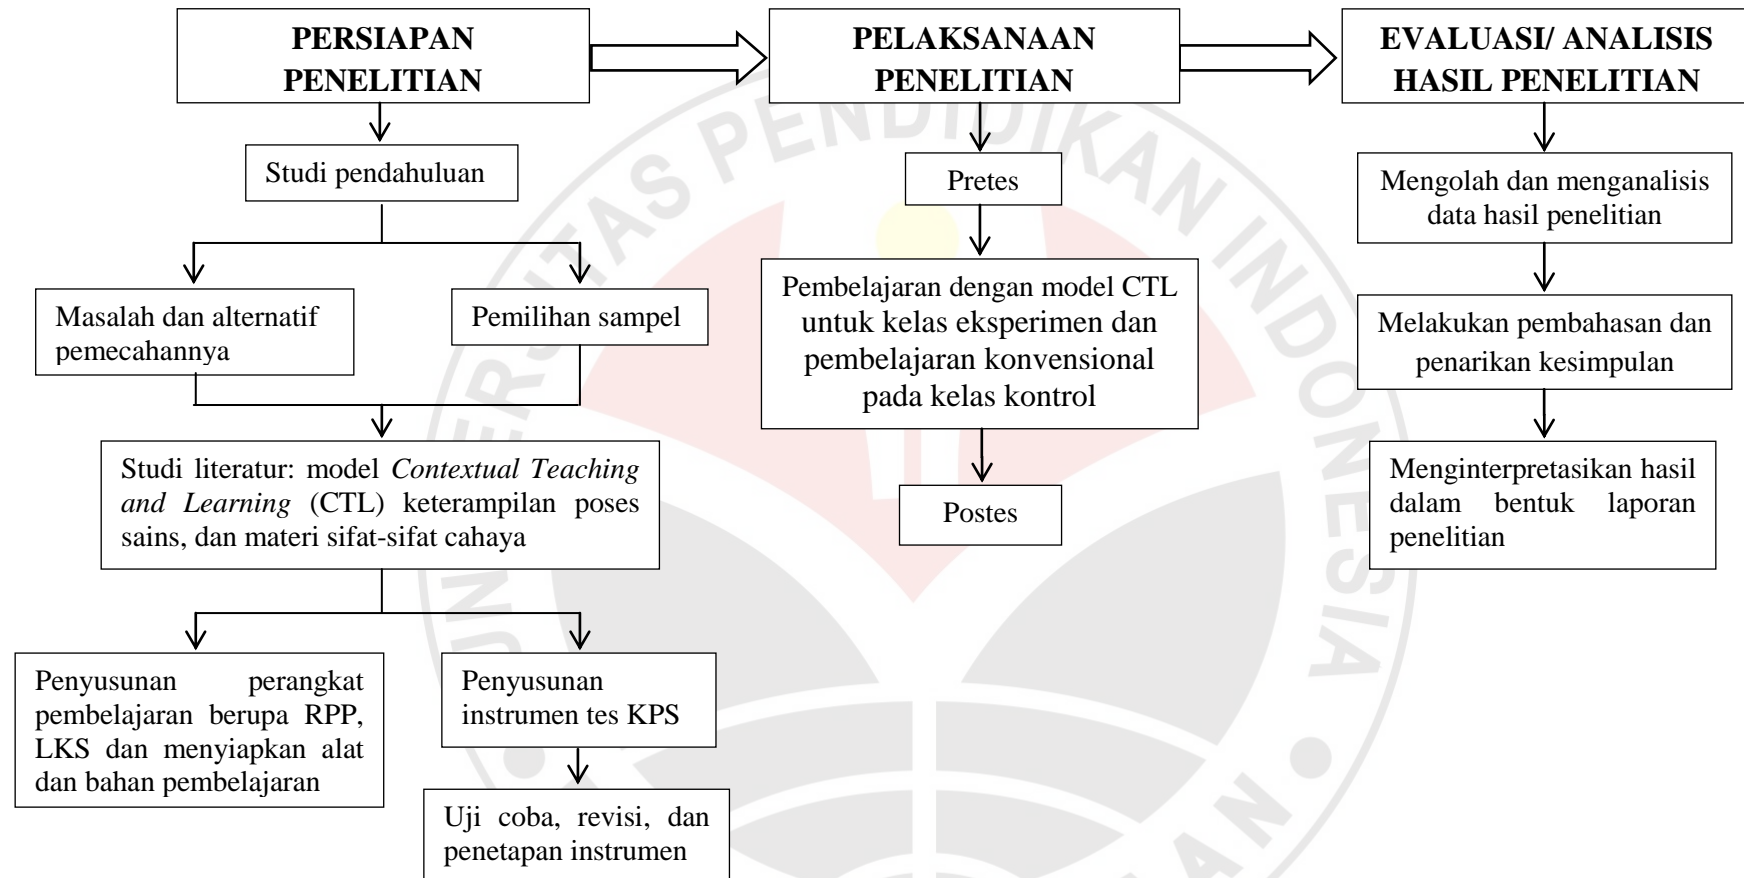 PERSIAPAN
PENELITIAN
Studi pendahuluan
Masalah dan alternatif
pemecahannya
Pemilihan sampel
Studi literatur: model Contextual Teaching
and Learning (CTL) keterampilan poses
sains, dan materi sifat-sifat cahaya
Penyusunan perangkat
pembelajaran berupa RPP,
LKS dan menyiapkan alat
dan bahan pembelajaran
Penyusunan
instrumen tes KPS
Uji coba, revisi, dan
penetapan instrumen
PELAKSANAAN
PENELITIAN
Pretes
Pembelajaran dengan model CTL
untuk kelas eksperimen dan
pembelajaran konvensional
pada kelas kontrol
Postes
EVALUASI/ ANALISIS
HASIL PENELITIAN
Mengolah dan menganalisis
data hasil penelitian
Melakukan pembahasan dan
penarikan kesimpulan
Menginterpretasikan hasil
dalam bentuk laporan
penelitian
PENDIDIKAN INDONESIA